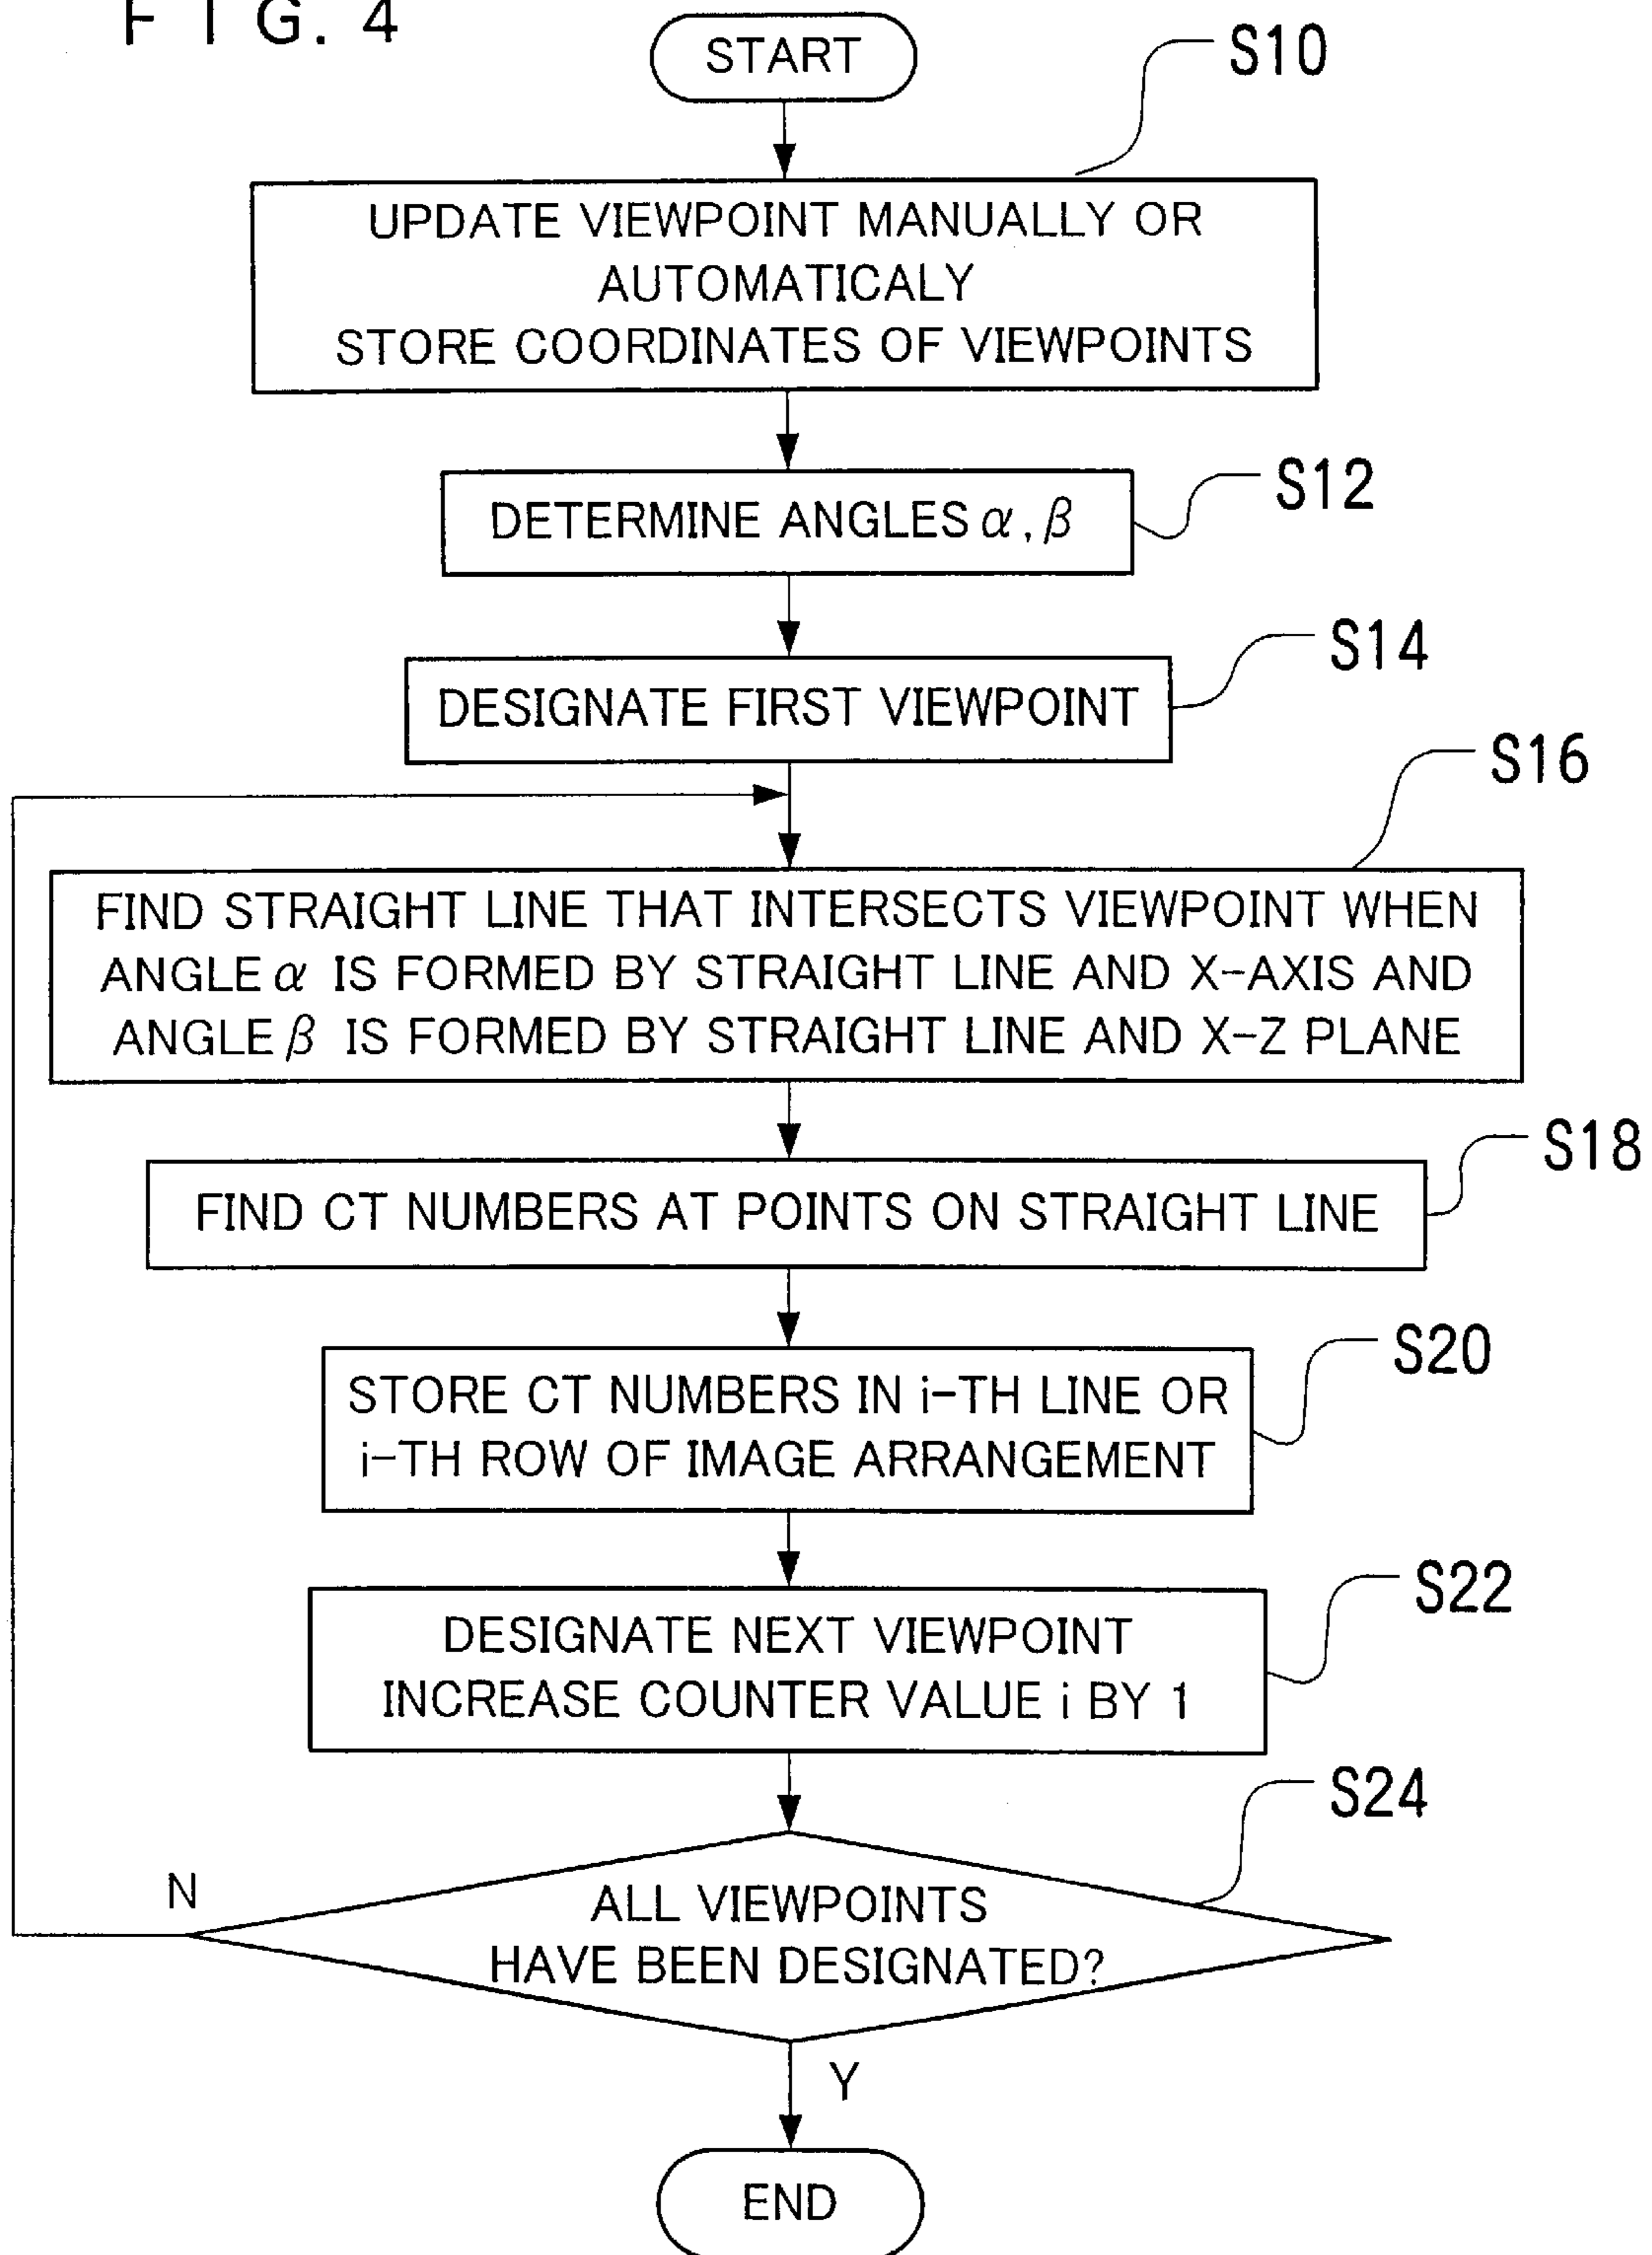 FIG. 4
START
S10
UPDATE VIEWPOINT MANUALLY OR
AUTOMATICALY
STORE COORDINATES OF VIEWPOINTS
S12
DETERMINE ANGLES α, β
S14
DESIGNATE FIRST VIEWPOINT
S16
FIND STRAIGHT LINE THAT INTERSECTS VIEWPOINT WHEN
ANGLE α IS FORMED BY STRAIGHT LINE AND X-AXIS AND
ANGLE β IS FORMED BY STRAIGHT LINE AND X-Z PLANE
S18
FIND CT NUMBERS AT POINTS ON STRAIGHT LINE
S20
STORE CT NUMBERS IN i-TH LINE OR
i-TH ROW OF IMAGE ARRANGEMENT
S22
DESIGNATE NEXT VIEWPOINT
INCREASE COUNTER VALUE i BY 1
S24
N
ALL VIEWPOINTS
HAVE BEEN DESIGNATED?
Y
END